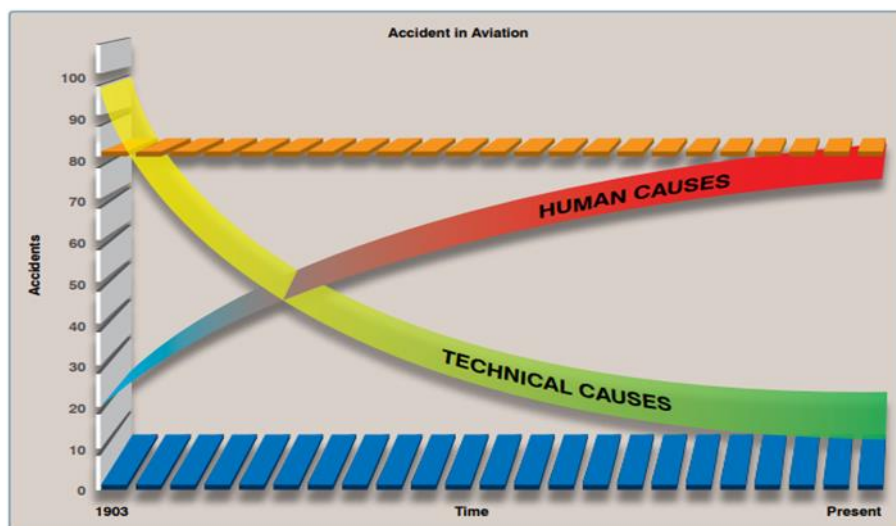 Accident in Aviation
100
90
80
70
60
50
40
30
20
10
0
Accidents
HUMAN CAUSES
TECHNICAL CAUSES
1903
Time
Present